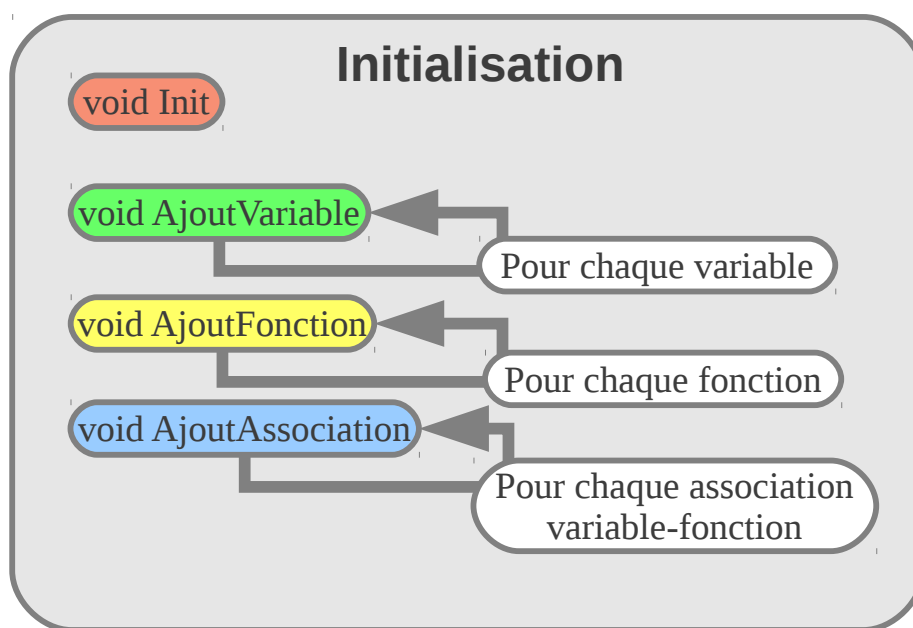 Initialisation
void Init
void AjoutVariable
Pour chaque variable
void AjoutFonction
Pour chaque fonction
void AjoutAssociation
Pour chaque association
variable-fonction